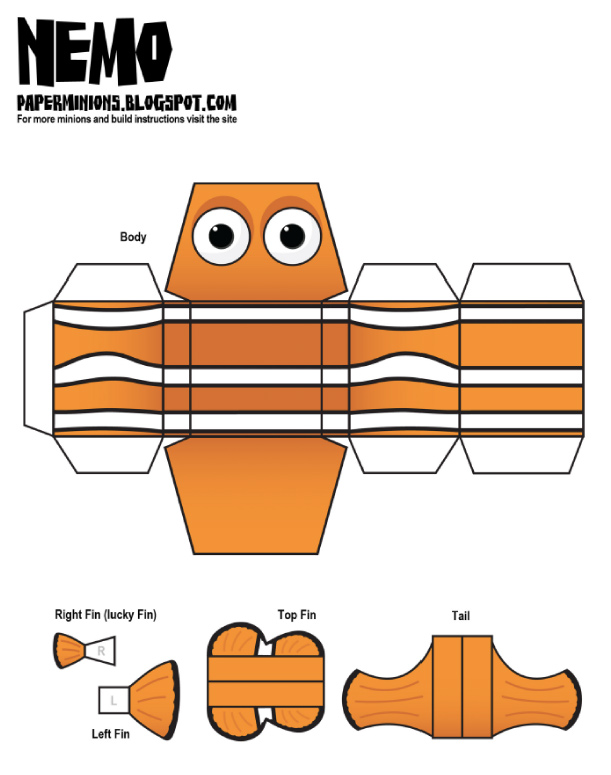 NEMO
PAPERMINIONS.BLOGSPOT.COM
For more minions and build instructions visit the site
Body
Right Fin (lucky Fin)
Top Fin
Tail
R
L
Left Fin